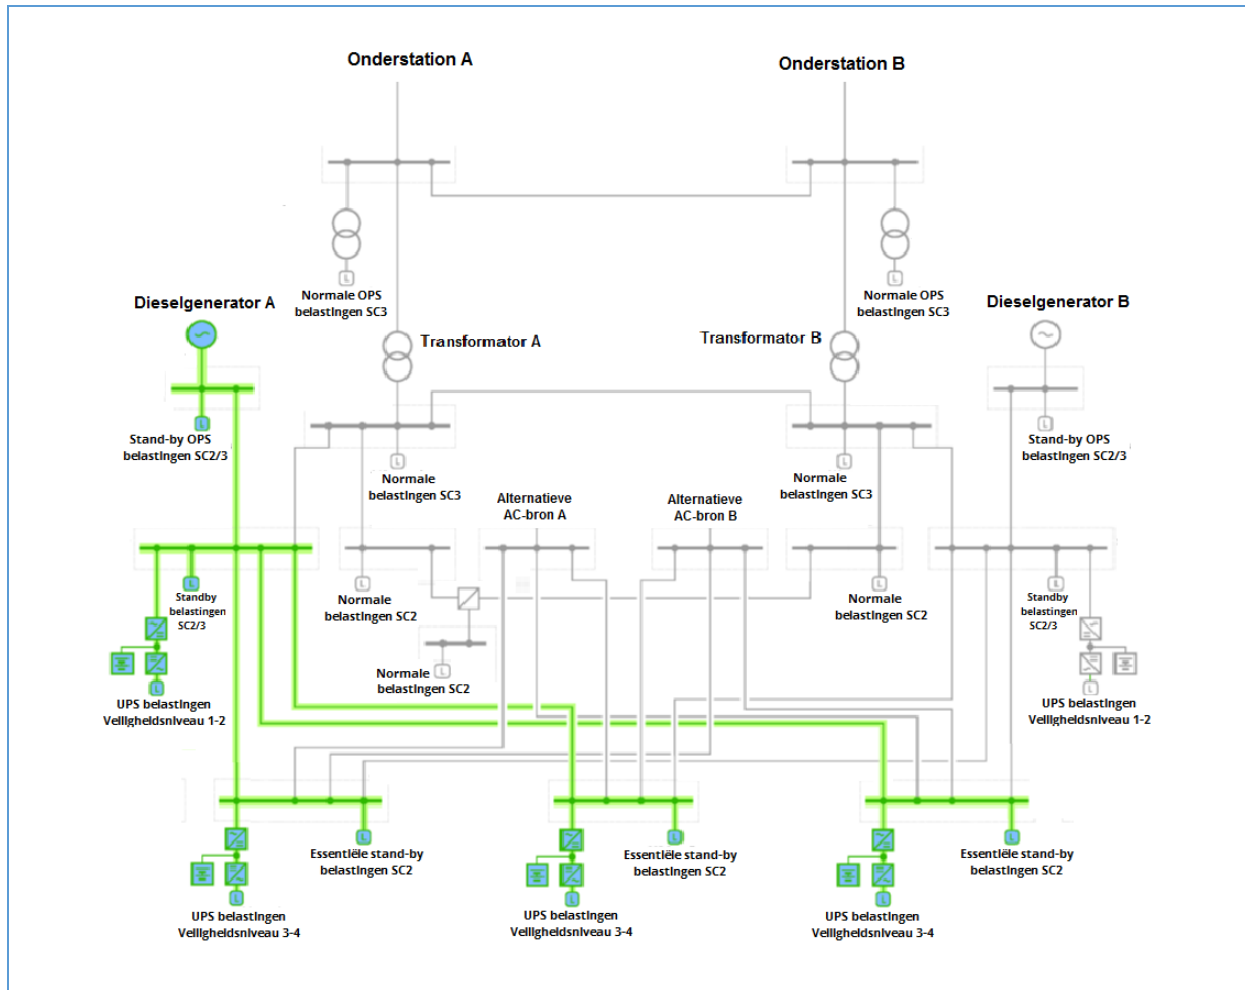 Onderstation A
Onderstation B
L
L
Normale OPS
belastingen SC3
Normale OPS
belastingen SC3
Dieselgenerator A
Dieselgenerator B
Transformator A
Transformator B
L
L
Stand-by OPS
belastingen SC2/3
Stand-by OPS
belastingen SC2/3
L
L
Normale
belastingen SC3
Normale
belastingen SC3
Alternatieve
AC-bron A
Alternatieve
AC-bron B
L
L
L
L
Standby
belastingen
SC2/3
Normale
belastingen SC2
Normale
belastingen SC2
Standby
belastingen
SC2/3
L
Normale
belastingen SC2
L
L
UPS belastingen
Veiligheidsniveau 1-2
UPS belastingen
Veiligheidsniveau 1-2
L
L
L
Essentiële stand-by
belastingen SC2
Essentiële stand-by
belastingen SC2
Essentiële stand-by
belastingen SC2
L
L
L
UPS belastingen
Veiligheidsniveau 3-4
UPS belastingen
Veiligheidsniveau 3-4
UPS belastingen
Veiligheidsniveau 3-4